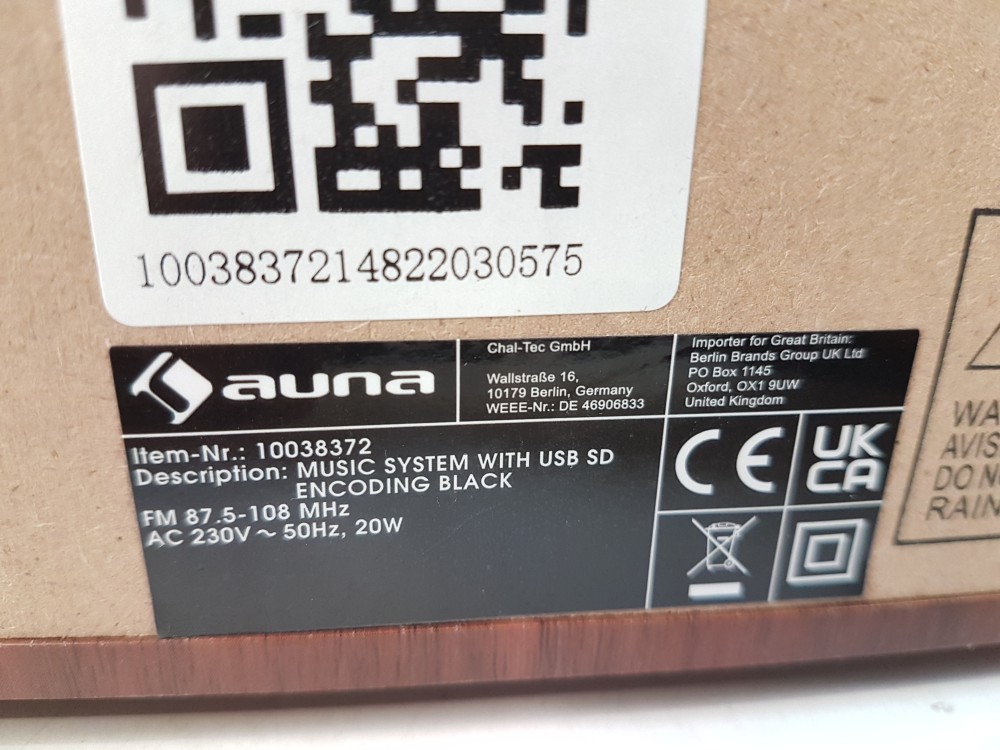 1003837214822030575
auna
Chal-Tec GmbH
Wallstraße 16,
10179 Berlin, Germany
WEEE-Nr.: DE 46906833
Importer for Great Britain:
Berlin Brands Group UK Ltd
PO Box 1145
Oxford, OX1 9UW
United Kingdom
Item-Nr.: 10038372
Description: MUSIC SYSTEM WITH USB SD
ENCODING BLACK
FM 87.5-108 MHz
AC 230V ~ 50Hz, 20W
CE
UK
CA
AVIS
RAIN